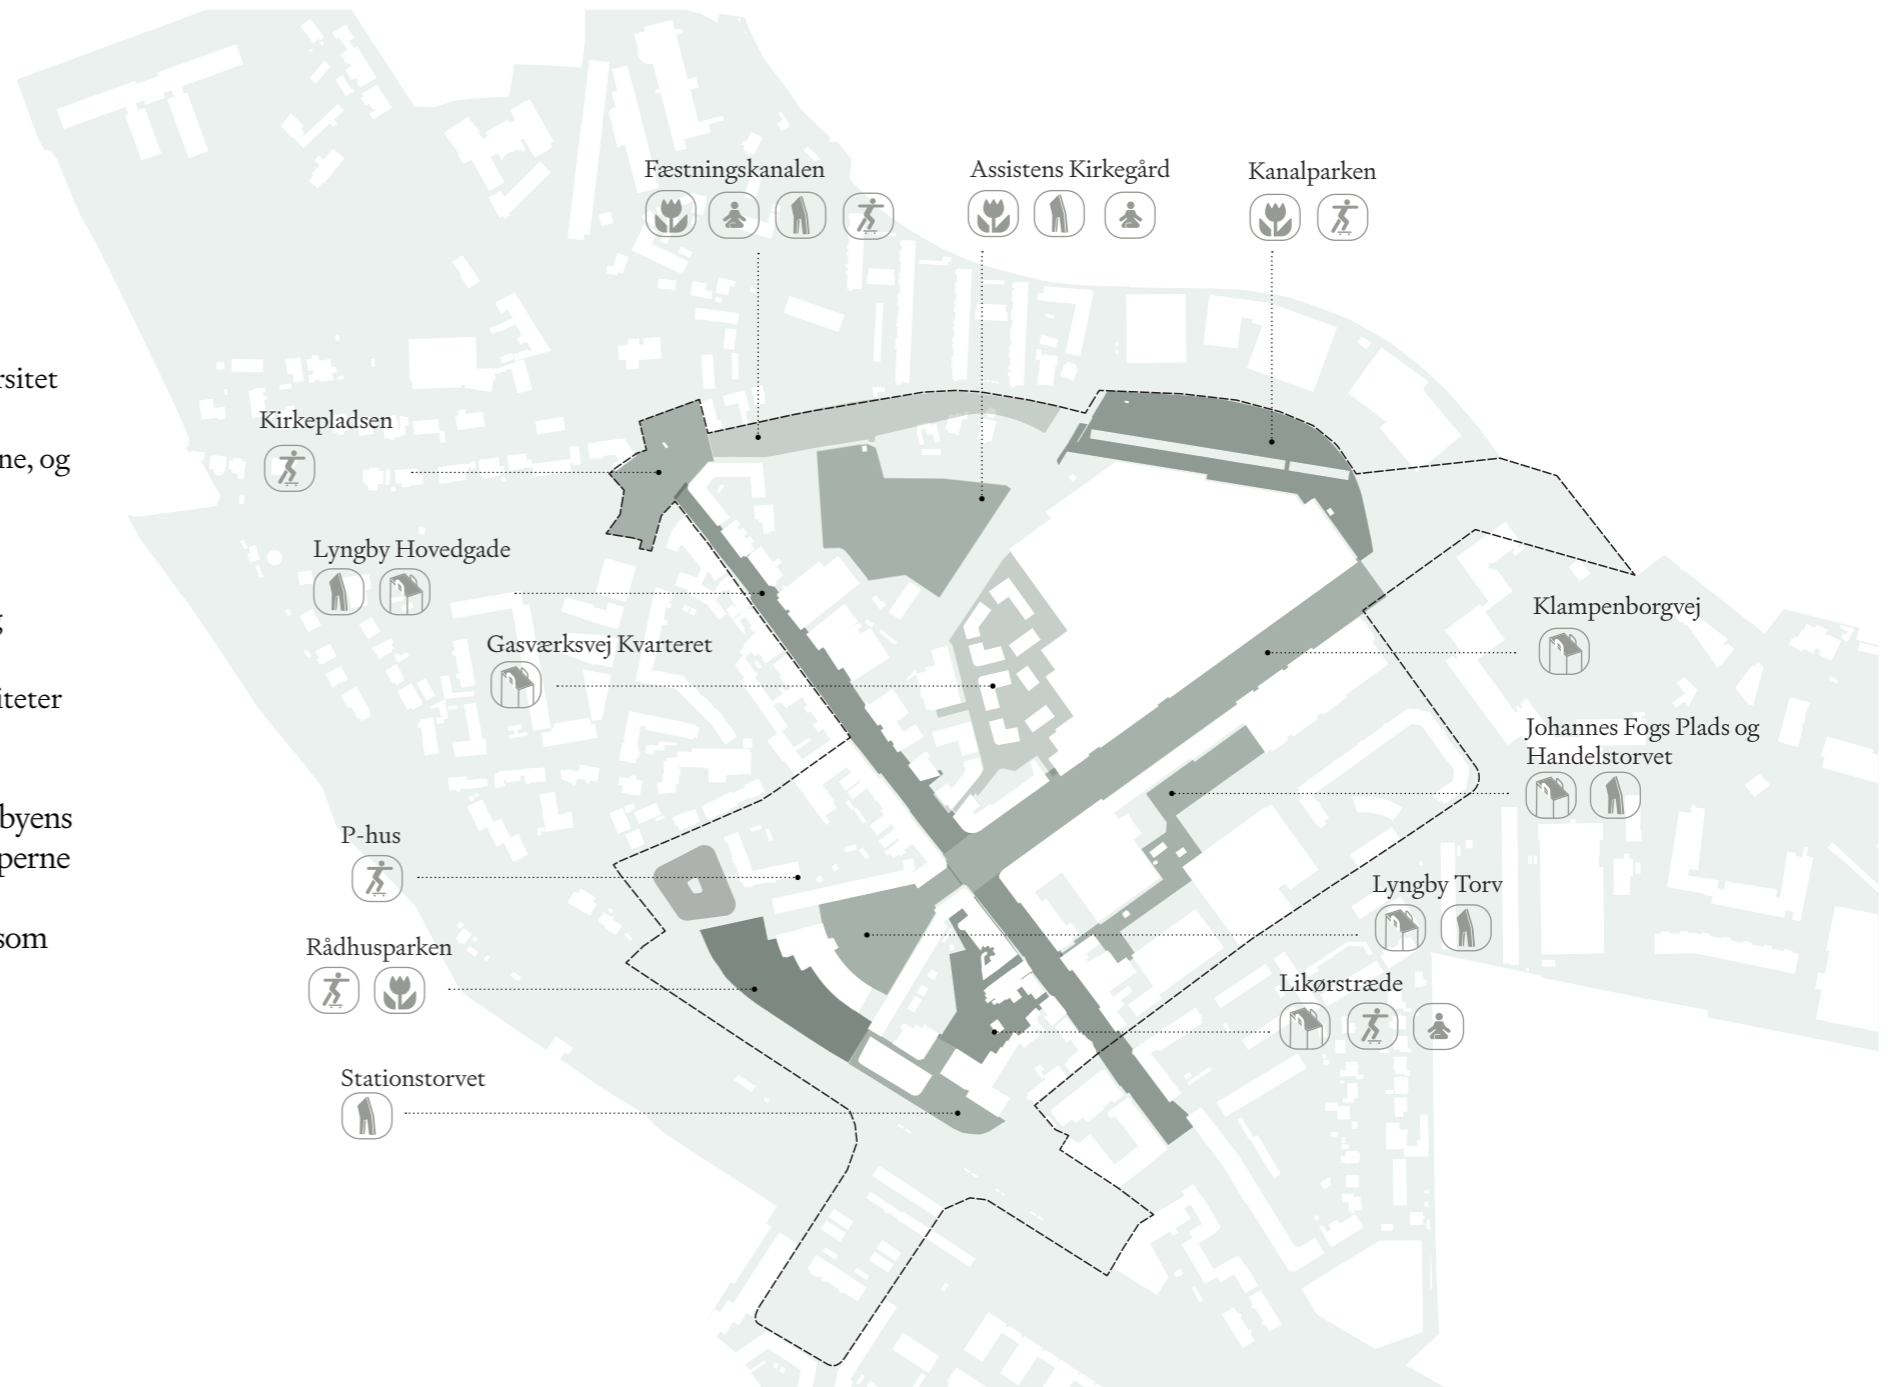 rsitet
ne, og
g
iteter
byens
perne
som
Fæstningskanalen
Assistens Kirkegård
Kanalparken
Kirkepladsen
Lyngby Hovedgade
Gasværksvej Kvarteret
P-hus
Rådhusparken
Stationstorvet
Klampenborgvej
Johannes Fogs Plads og
Handelstorvet
Lyngby Torv
Likørstræde